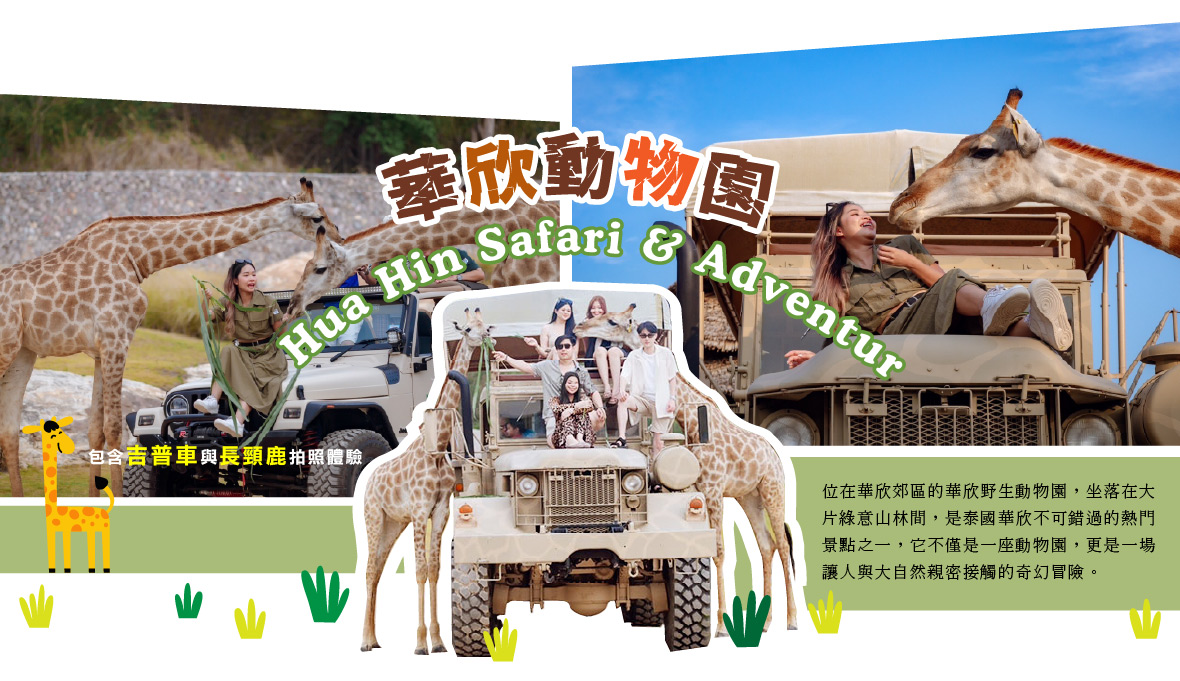 華欣動物園
Hua Hin Safari & Adventur
包含吉普車與長頸鹿拍照體驗
位在華欣郊區的華欣野生動物園，坐落在大
片綠意山林間，是泰國華欣不可錯過的熱門
景點之一，它不僅是一座動物園，更是一場
讓人與大自然親密接觸的奇幻冒險。